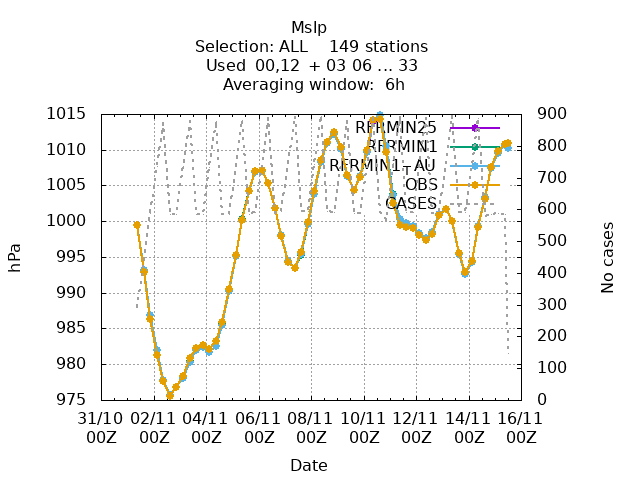 Mslp
Selection: ALL 149 stations
Used 00,12 + 03 06 ... 33
Averaging window: 6h
1015
1010
1005
1000
995
990
985
980
975
hPa
900
800
700
600
500
400
300
200
100
0
No cases
RFRMIN25
RFRMIN1
RFRMIN1_AU
OBS
CASES
31/10 02/11 04/11 06/11 08/11 10/11 12/11 14/11 16/11
00Z 00Z 00Z 00Z 00Z 00Z 00Z 00Z 00Z
Date